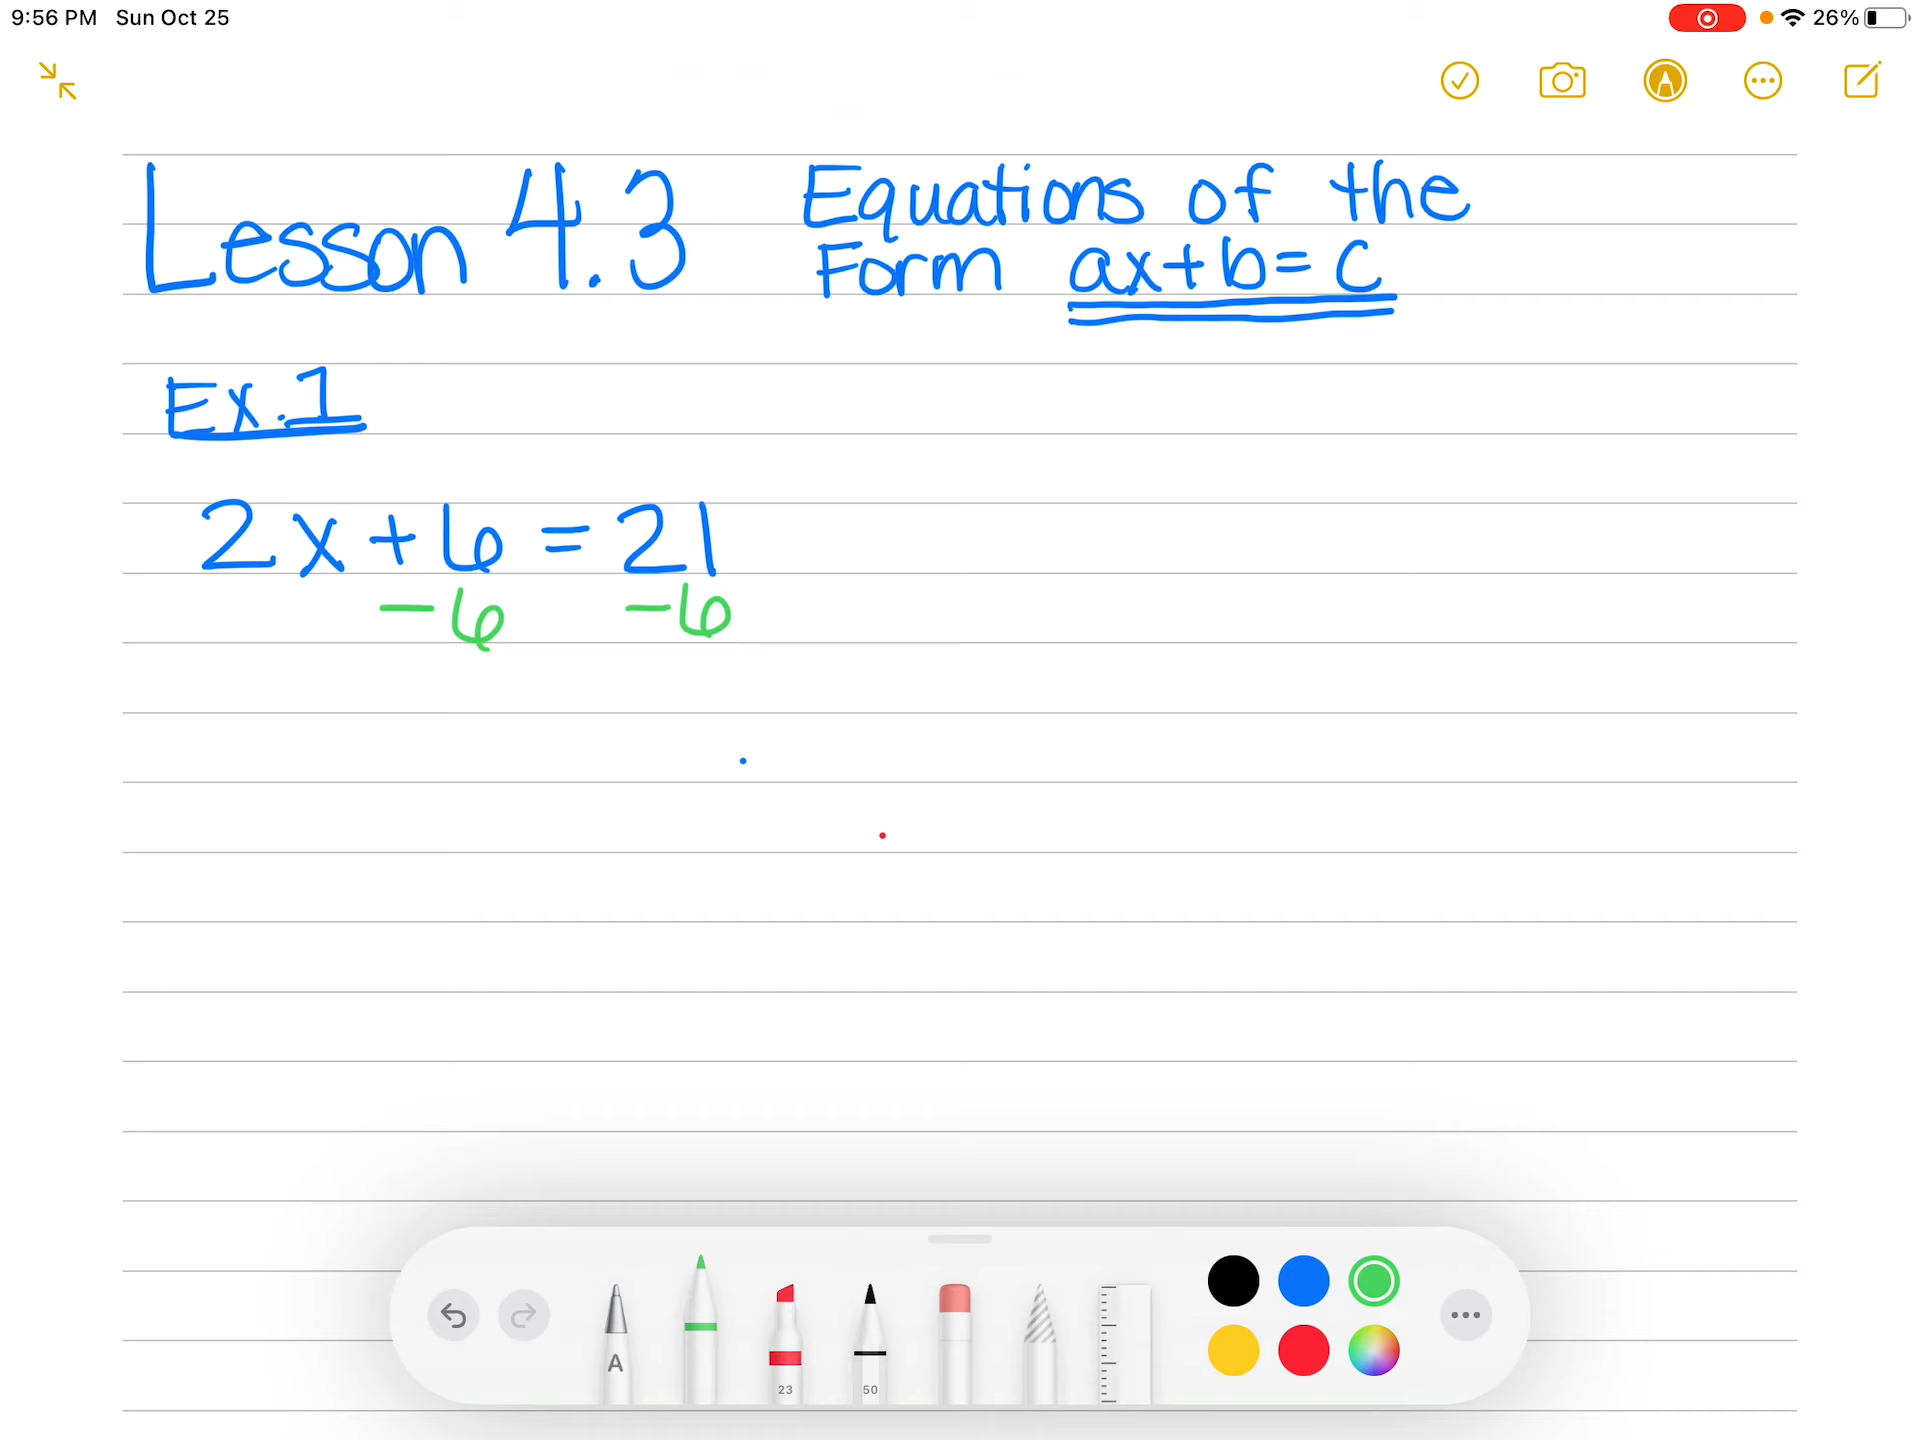 9:56 PM Sun Oct 25 26%
Lesson 4.3 Equations of the
Form ax+b=c
Ex.1
2x+6=21
-6 -6
A 23 50